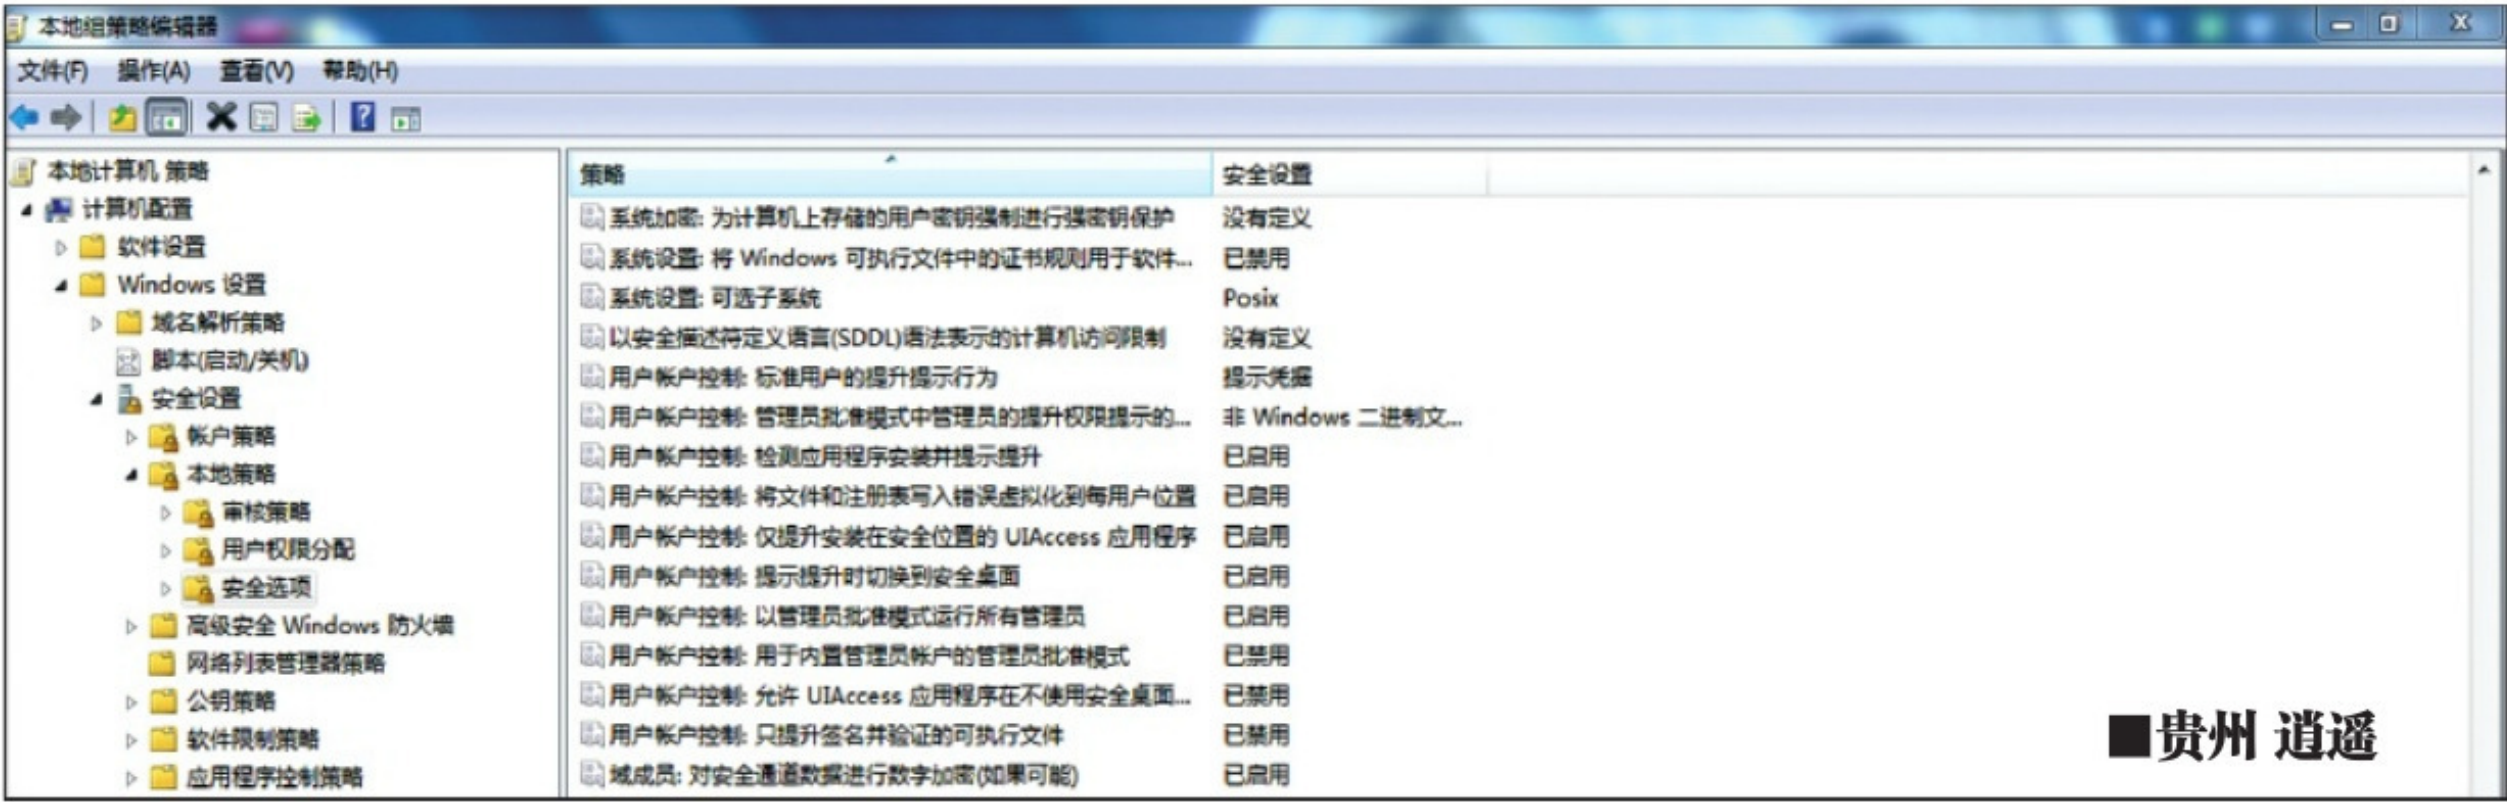 本地组策略编辑器
文件(F) 操作(A) 查看(V) 帮助(H)
本地计算机 策略
计算机配置
软件设置
Windows 设置
域名解析策略
脚本(启动/关机)
安全设置
帐户策略
本地策略
审核策略
用户权限分配
安全选项
高级安全 Windows 防火墙
网络列表管理器策略
公钥策略
软件限制策略
应用程序控制策略
策略 安全设置
系统加密: 为计算机上存储的用户密钥强制进行强密钥保护 没有定义
系统设置: 将 Windows 可执行文件中的证书规则用于软件... 已禁用
系统设置: 可选子系统 Posix
以安全描述符定义语言(SDDL)语法表示的计算机访问限制 没有定义
用户帐户控制: 标准用户的提升提示行为 提示凭据
用户帐户控制: 管理员批准模式中管理员的提升权限提示的... 非 Windows 二进制文...
用户帐户控制: 检测应用程序安装并提示提升 已启用
用户帐户控制: 将文件和注册表写入错误虚拟化到每用户位置 已启用
用户帐户控制: 仅提升安装在安全位置的 UIAccess 应用程序 已启用
用户帐户控制: 提示提升时切换到安全桌面 已启用
用户帐户控制: 以管理员批准模式运行所有管理员 已启用
用户帐户控制: 用于内置管理员帐户的管理员批准模式 已禁用
用户帐户控制: 允许 UIAccess 应用程序在不使用安全桌面... 已禁用
用户帐户控制: 只提升签名并验证的可执行文件 已禁用
域成员: 对安全通道数据进行数字加密(如果可能) 已启用
■贵州 逍遥